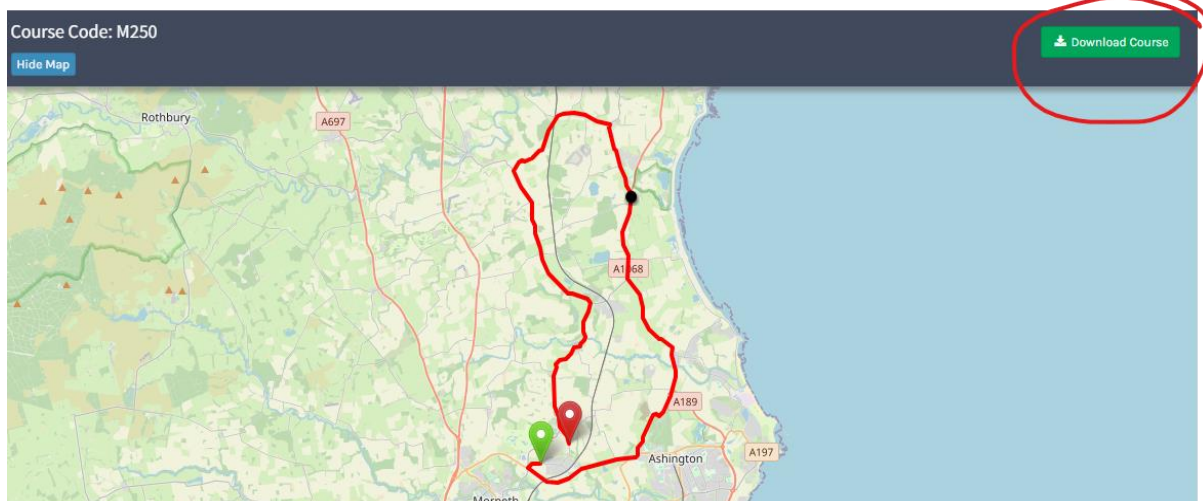 Course Code: M250
Download Course
Hide Map
Rothbury
A697
A1068
A189
Ashington
A197
Morpeth